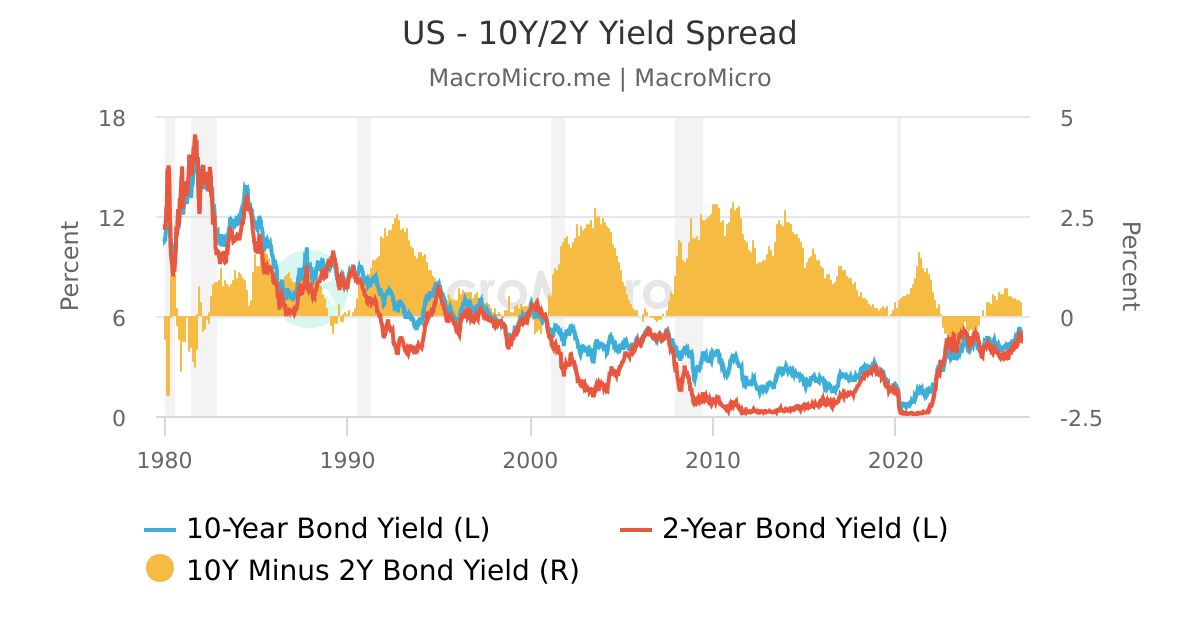 US - 10Y/2Y Yield Spread
MacroMicro.me | MacroMicro
18 5
12 2.5
6 0
0 -2.5
Percent
Percent
1980 1990 2000 2010 2020
10-Year Bond Yield (L) 2-Year Bond Yield (L)
10Y Minus 2Y Bond Yield (R)